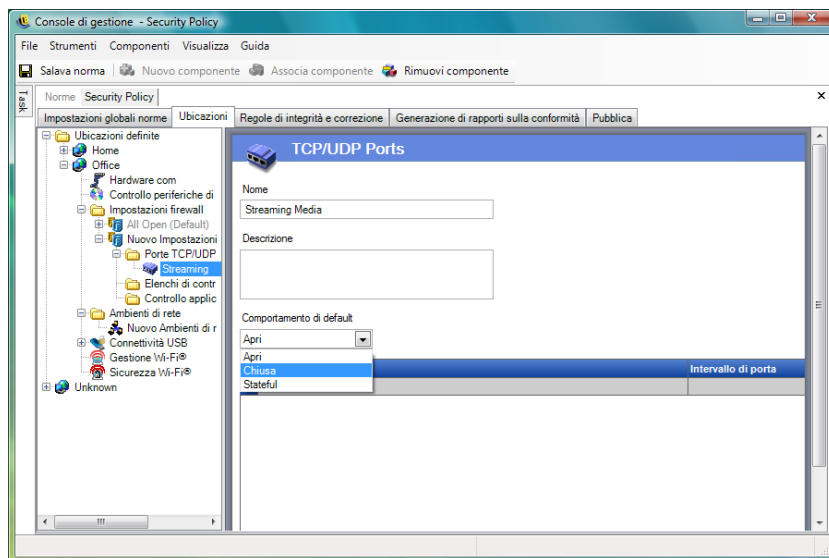 Console di gestione - Security Policy
File Strumenti Componenti Visualizza Guida
Salava norma Nuovo componente Associa componente Rimuovi componente
Task
Norme Security Policy
Impostazioni globali norme Ubicazioni Regole di integrità e correzione Generazione di rapporti sulla conformità Pubblica
Ubicazioni definite
Home
Office
Hardware com
Controllo periferiche di
Impostazioni firewall
All Open (Default)
Nuovo Impostazioni
Porte TCP/UDP
Streaming
Elenchi di contr
Controllo applic
Ambienti di rete
Nuovo Ambienti di r
Connettività USB
Gestione Wi-Fi®
Sicurezza Wi-Fi®
Unknown
TCP/UDP Ports
Nome
Streaming Media
Descrizione
Comportamento di default
Apri
Apri
Chiusa
Stateful
Intervallo di porta